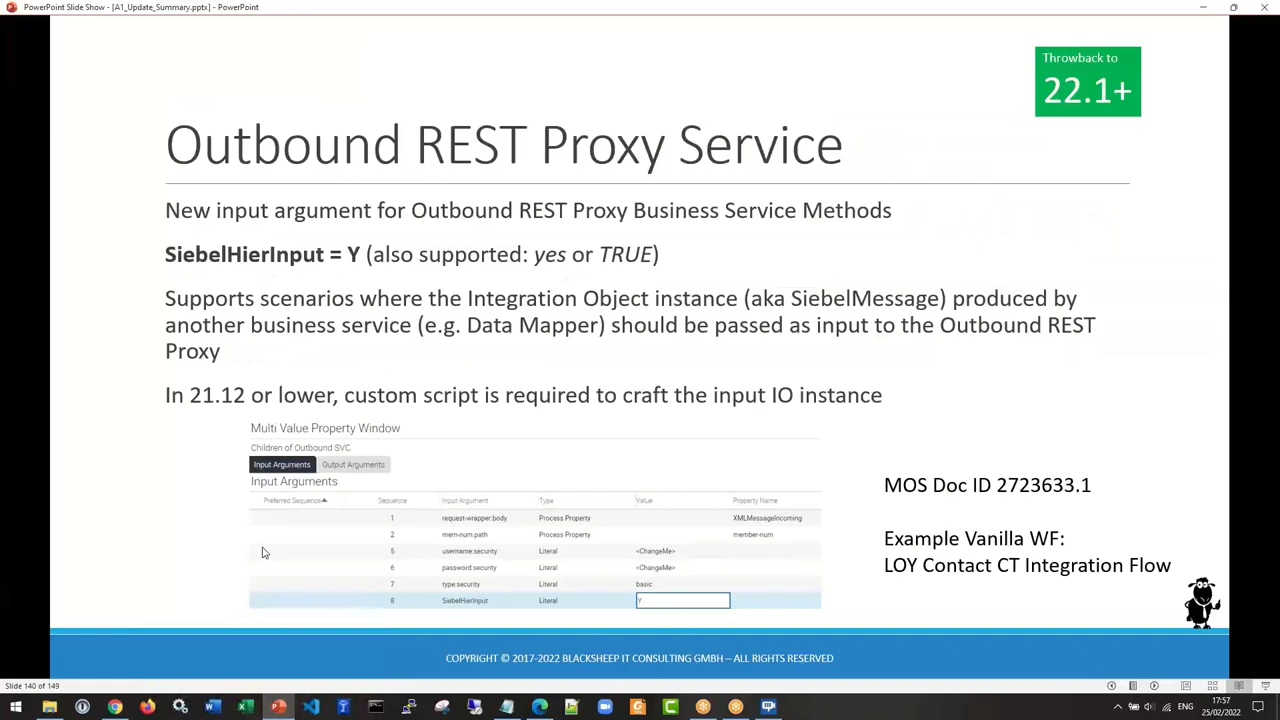 PowerPoint Slide Show - [A1_Update_Summary.pptx] - PowerPoint
Throwback to
22.1+
Outbound REST Proxy Service
New input argument for Outbound REST Proxy Business Service Methods
SiebelHierInput = Y (also supported: yes or TRUE)
Supports scenarios where the Integration Object instance (aka SiebelMessage) produced by
another business service (e.g. Data Mapper) should be passed as input to the Outbound REST
Proxy
In 21.12 or lower, custom script is required to craft the input IO instance
Multi Value Property Window
Children of Outbound SVC
Input Arguments Output Arguments
Input Arguments
Preferred Sequence Sequence Input Argument Type Value Property Name
1 request-wrapper:body Process Property XMLMessageIncoming
2 mem-num:path Process Property member-num
5 username:security Literal <ChangeMe>
6 password:security Literal <ChangeMe>
7 type:security Literal basic
8 SiebelHierInput Literal Y
MOS Doc ID 2723633.1
Example Vanilla WF:
LOY Contact CT Integration Flow
COPYRIGHT © 2017-2022 BLACKSHEEP IT CONSULTING GMBH – ALL RIGHTS RESERVED
Slide 140 of 149
ENG
17:57
25/02/2022